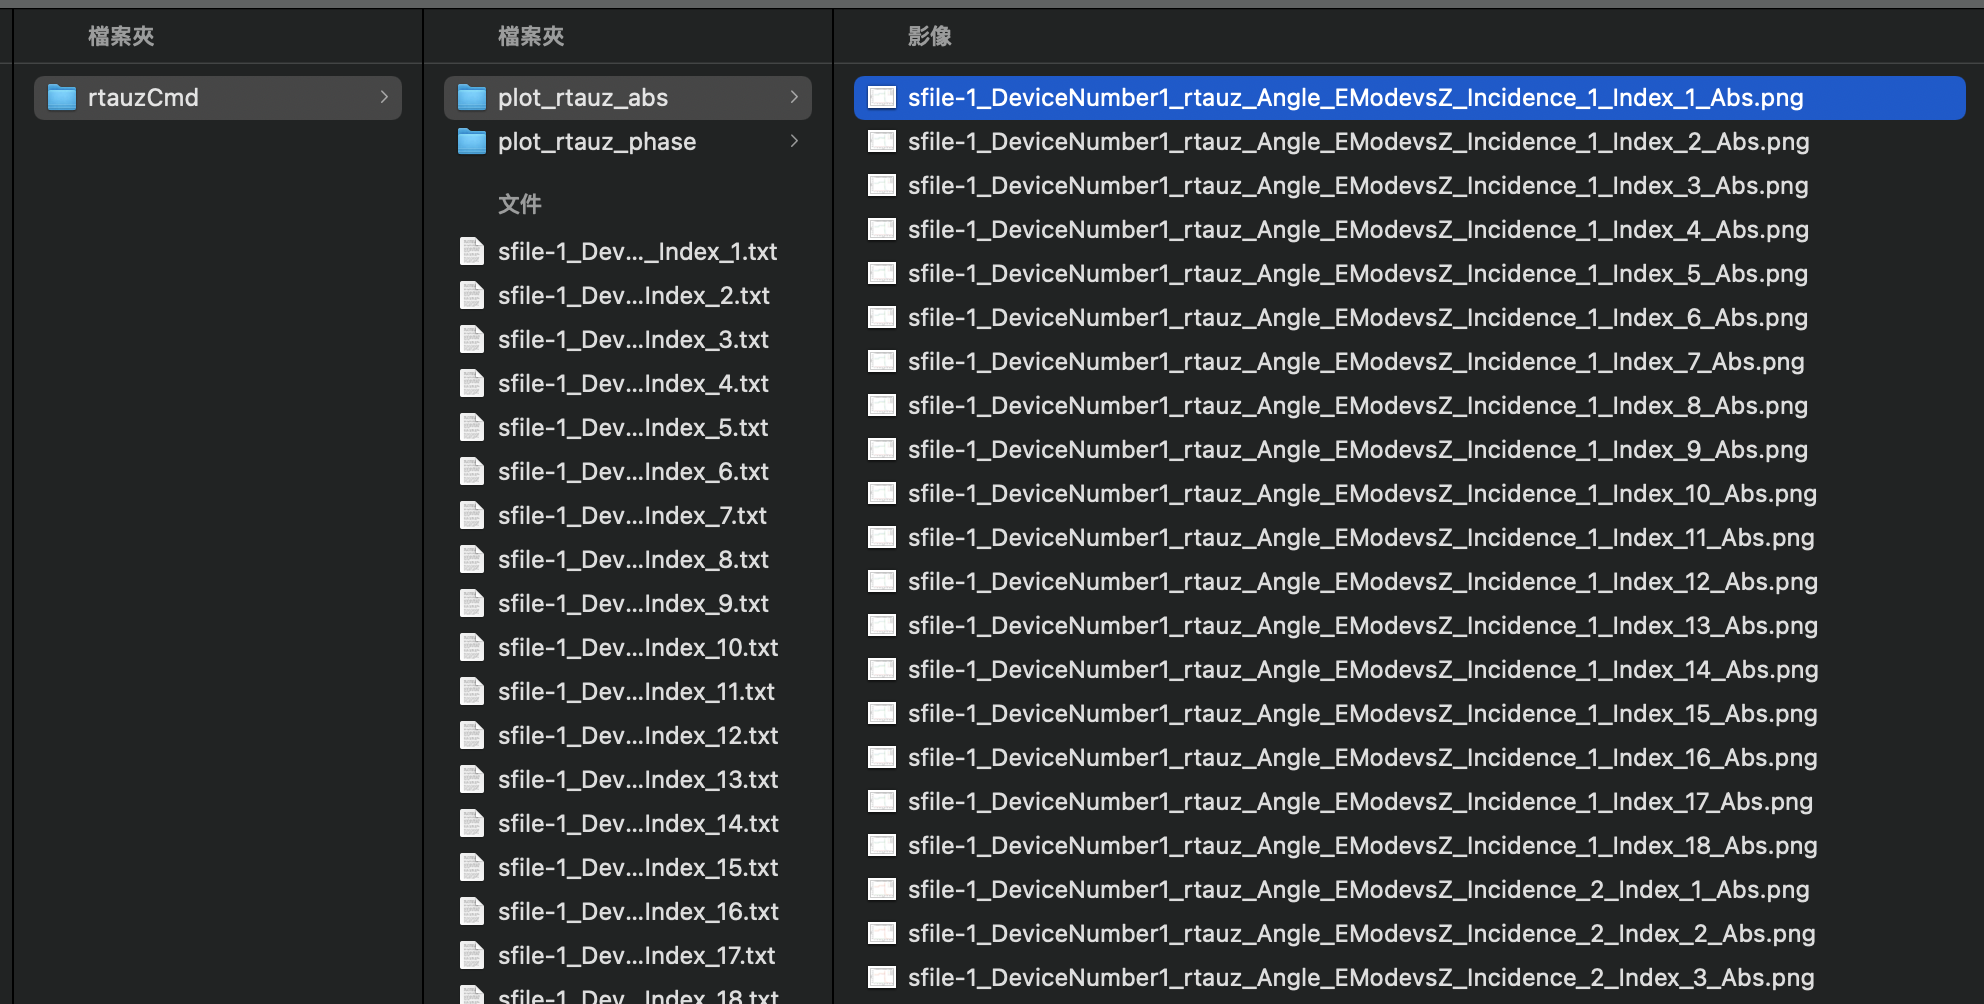 檔案夾
rtauzCmd
檔案夾
plot_rtauz_abs
plot_rtauz_phase
文件
sfile-1_Dev..._Index_1.txt
sfile-1_Dev...Index_2.txt
sfile-1_Dev...Index_3.txt
sfile-1_Dev...Index_4.txt
sfile-1_Dev...Index_5.txt
sfile-1_Dev...Index_6.txt
sfile-1_Dev...Index_7.txt
sfile-1_Dev...Index_8.txt
sfile-1_Dev...Index_9.txt
sfile-1_Dev...Index_10.txt
sfile-1_Dev...Index_11.txt
sfile-1_Dev...Index_12.txt
sfile-1_Dev...Index_13.txt
sfile-1_Dev...Index_14.txt
sfile-1_Dev...Index_15.txt
sfile-1_Dev...Index_16.txt
sfile-1_Dev...Index_17.txt
sfile-1_Dev...Index_18.txt
影像
sfile-1_DeviceNumber1_rtauz_Angle_EModevsZ_Incidence_1_Index_1_Abs.png
sfile-1_DeviceNumber1_rtauz_Angle_EModevsZ_Incidence_1_Index_2_Abs.png
sfile-1_DeviceNumber1_rtauz_Angle_EModevsZ_Incidence_1_Index_3_Abs.png
sfile-1_DeviceNumber1_rtauz_Angle_EModevsZ_Incidence_1_Index_4_Abs.png
sfile-1_DeviceNumber1_rtauz_Angle_EModevsZ_Incidence_1_Index_5_Abs.png
sfile-1_DeviceNumber1_rtauz_Angle_EModevsZ_Incidence_1_Index_6_Abs.png
sfile-1_DeviceNumber1_rtauz_Angle_EModevsZ_Incidence_1_Index_7_Abs.png
sfile-1_DeviceNumber1_rtauz_Angle_EModevsZ_Incidence_1_Index_8_Abs.png
sfile-1_DeviceNumber1_rtauz_Angle_EModevsZ_Incidence_1_Index_9_Abs.png
sfile-1_DeviceNumber1_rtauz_Angle_EModevsZ_Incidence_1_Index_10_Abs.png
sfile-1_DeviceNumber1_rtauz_Angle_EModevsZ_Incidence_1_Index_11_Abs.png
sfile-1_DeviceNumber1_rtauz_Angle_EModevsZ_Incidence_1_Index_12_Abs.png
sfile-1_DeviceNumber1_rtauz_Angle_EModevsZ_Incidence_1_Index_13_Abs.png
sfile-1_DeviceNumber1_rtauz_Angle_EModevsZ_Incidence_1_Index_14_Abs.png
sfile-1_DeviceNumber1_rtauz_Angle_EModevsZ_Incidence_1_Index_15_Abs.png
sfile-1_DeviceNumber1_rtauz_Angle_EModevsZ_Incidence_1_Index_16_Abs.png
sfile-1_DeviceNumber1_rtauz_Angle_EModevsZ_Incidence_1_Index_17_Abs.png
sfile-1_DeviceNumber1_rtauz_Angle_EModevsZ_Incidence_1_Index_18_Abs.png
sfile-1_DeviceNumber1_rtauz_Angle_EModevsZ_Incidence_2_Index_1_Abs.png
sfile-1_DeviceNumber1_rtauz_Angle_EModevsZ_Incidence_2_Index_2_Abs.png
sfile-1_DeviceNumber1_rtauz_Angle_EModevsZ_Incidence_2_Index_3_Abs.png